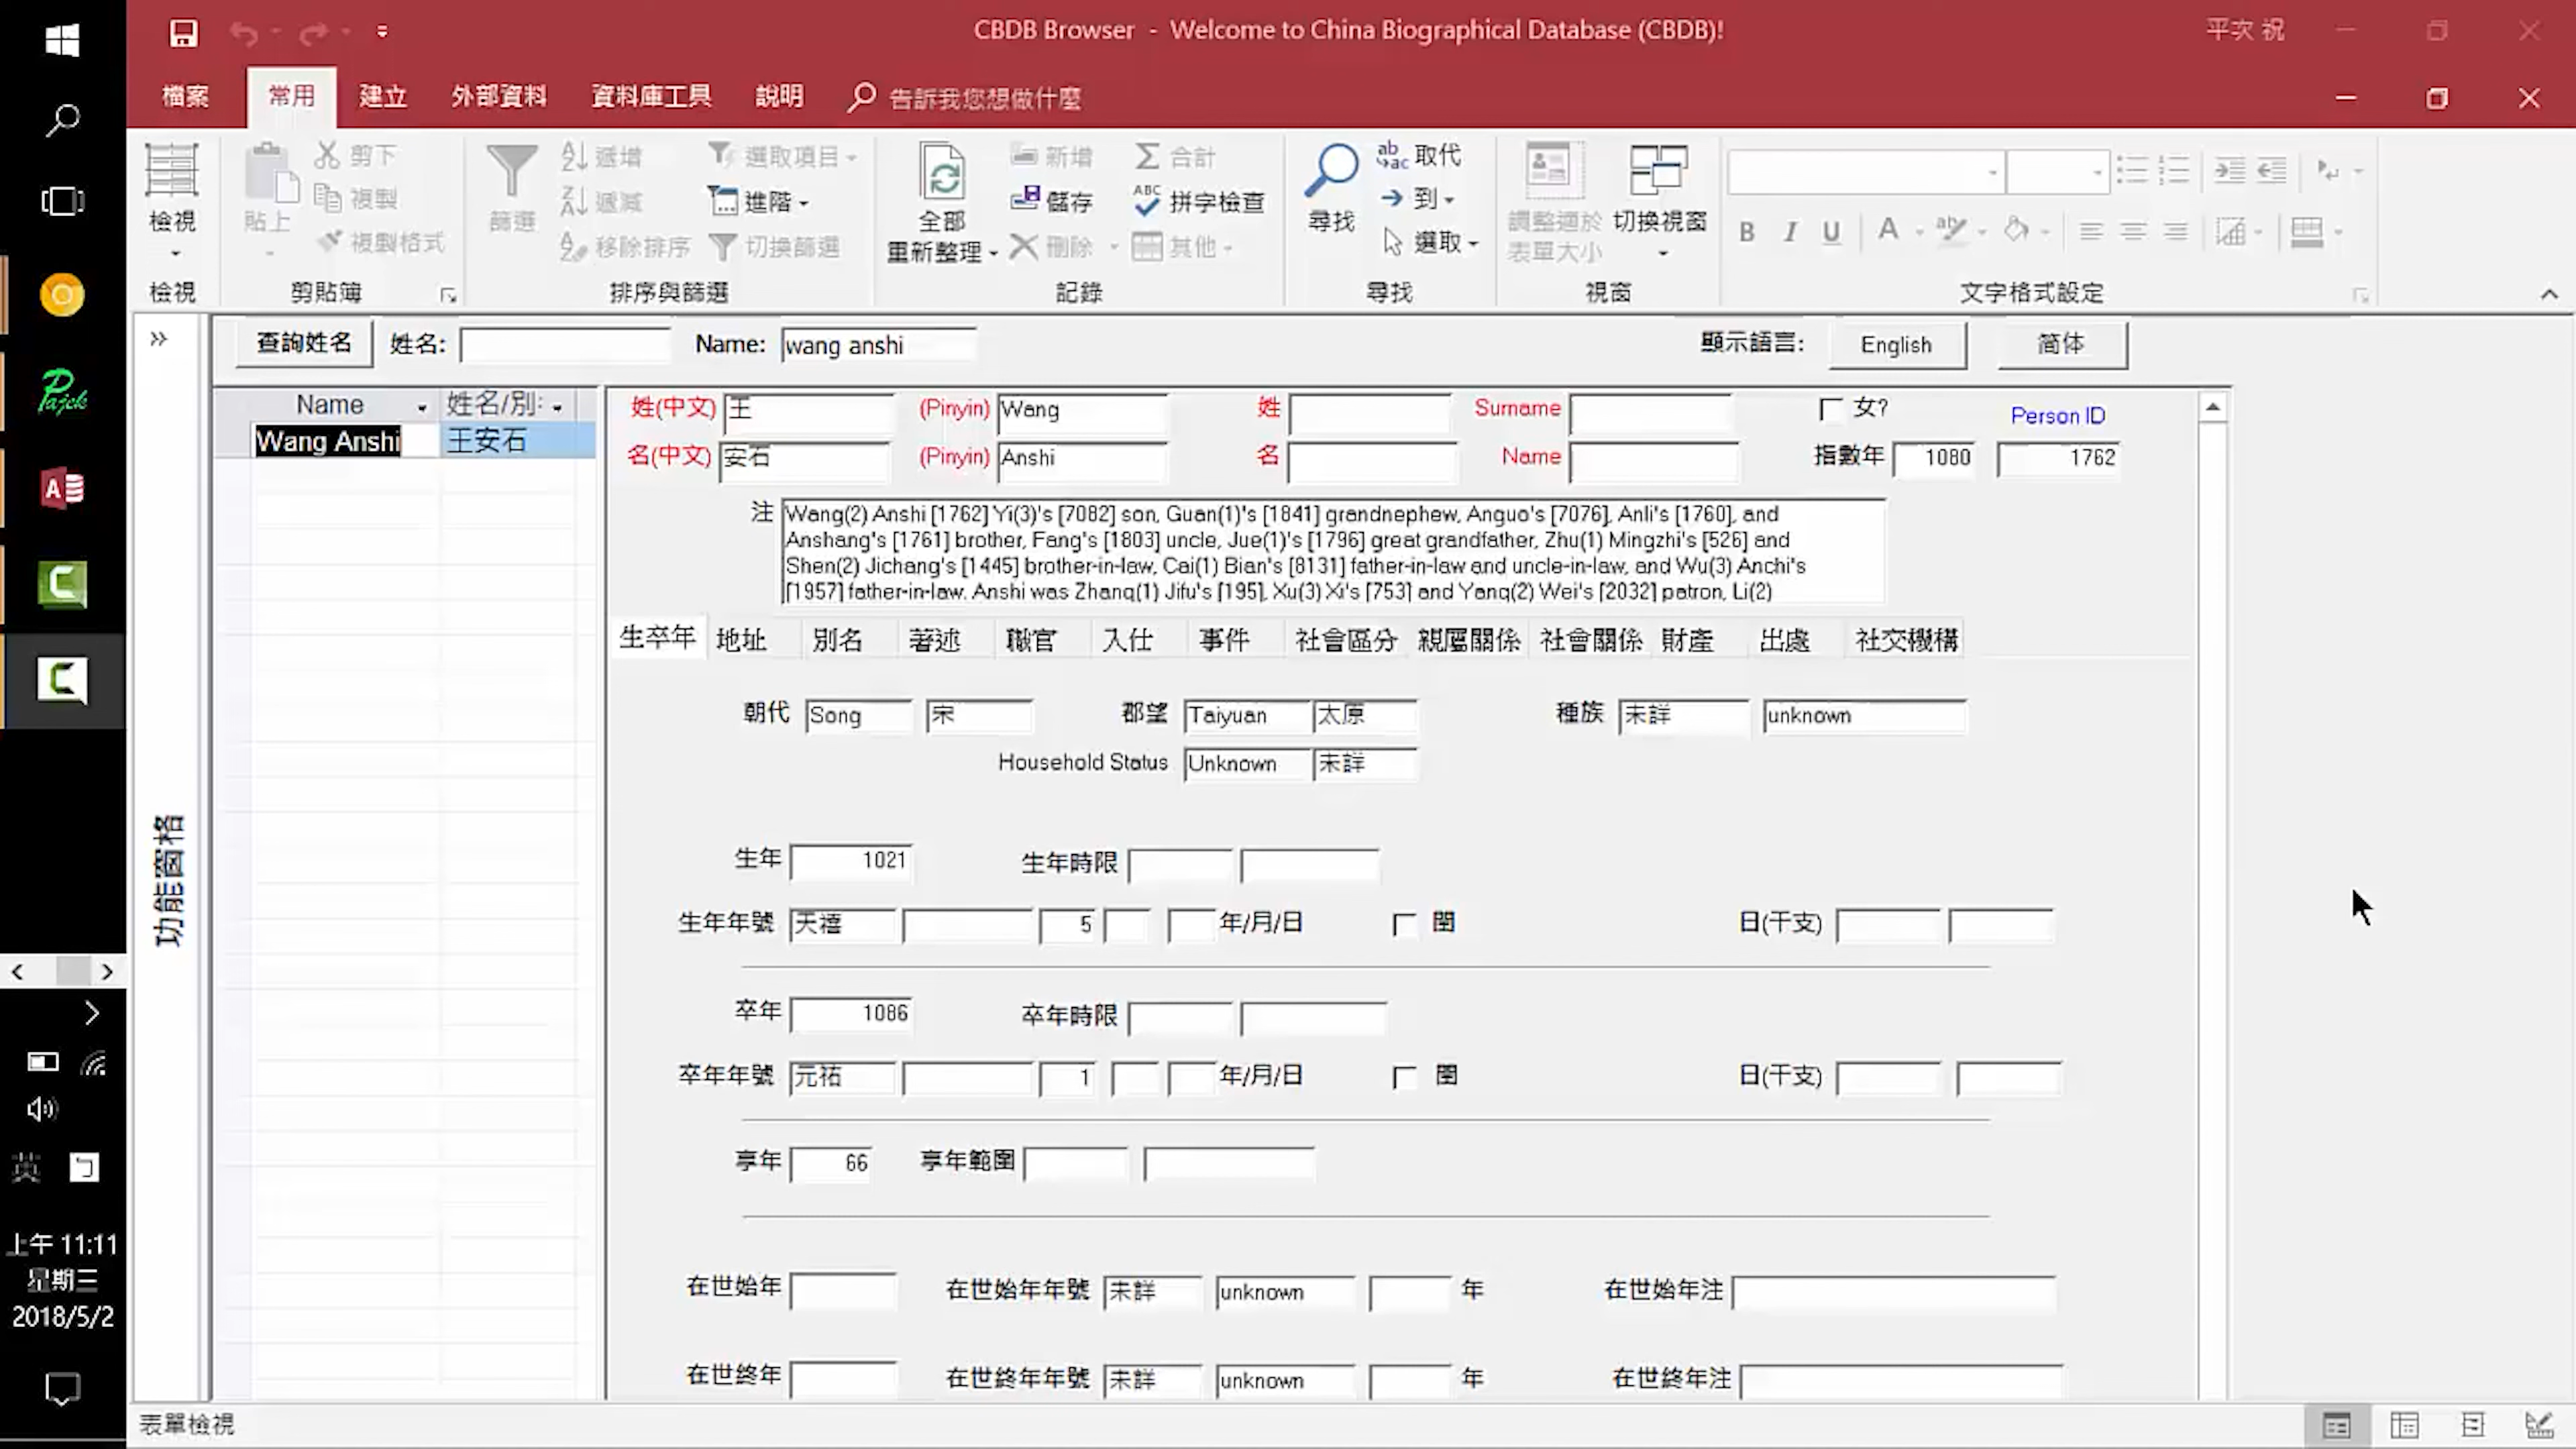 CBDB Browser - Welcome to China Biographical Database (CBDB)!
平次 祝
檔案 常用 建立 外部資料 資料庫工具 說明 告訴我您想做什麼
檢視
檢視
貼上
剪下
複製
複製格式
剪貼簿
篩選
遞增
遞減
移除排序
選取項目
進階
切換篩選
排序與篩選
全部
重新整理
新增
儲存
刪除
合計
拼字檢查
其他
記錄
尋找
取代
到
選取
尋找
調整適於
表單大小
切換視窗
視窗
B I U A
文字格式設定
查詢姓名 姓名: Name: wang anshi 顯示語言: English 简体
Name 姓名/別
Wang Anshi 王安石
姓(中文) 王 (Pinyin) Wang 姓 Surname 女? Person ID
名(中文) 安石 (Pinyin) Anshi 名 Name 指數年 1080 1762
注 Wang(2) Anshi [1762] Yi(3)'s [7082] son, Guan(1)'s [1841] grandnephew, Anguo's [7076], Anli's [1760], and
Anshang's [1761] brother, Fang's [1803] uncle, Jue(1)'s [1796] great grandfather, Zhu(1) Mingzhi's [526] and
Shen(2) Jichang's [1445] brother-in-law, Cai(1) Bian's [8131] father-in-law and uncle-in-law, and Wu(3) Anchi's
[1957] father-in-law. Anshi was Zhang(1) Jifu's [195], Xu(3) Xi's [753] and Yang(2) Wei's [2032] patron, Li(2)
生卒年 地址 別名 著述 職官 入仕 事件 社會區分 親屬關係 社會關係 財產 出處 社交機構
朝代 Song 宋 郡望 Taiyuan 太原 種族 未詳 unknown
Household Status Unknown 未詳
生年 1021 生年時限
生年年號 天禧 5 年/月/日 閏 日(干支)
卒年 1086 卒年時限
卒年年號 元祐 1 年/月/日 閏 日(干支)
享年 66 享年範圍
在世始年 在世始年年號 未詳 unknown 年 在世始年注
在世終年 在世終年年號 未詳 unknown 年 在世終年注
功能窗格
表單檢視
Pajek
英
上午 11:11
星期三
2018/5/2